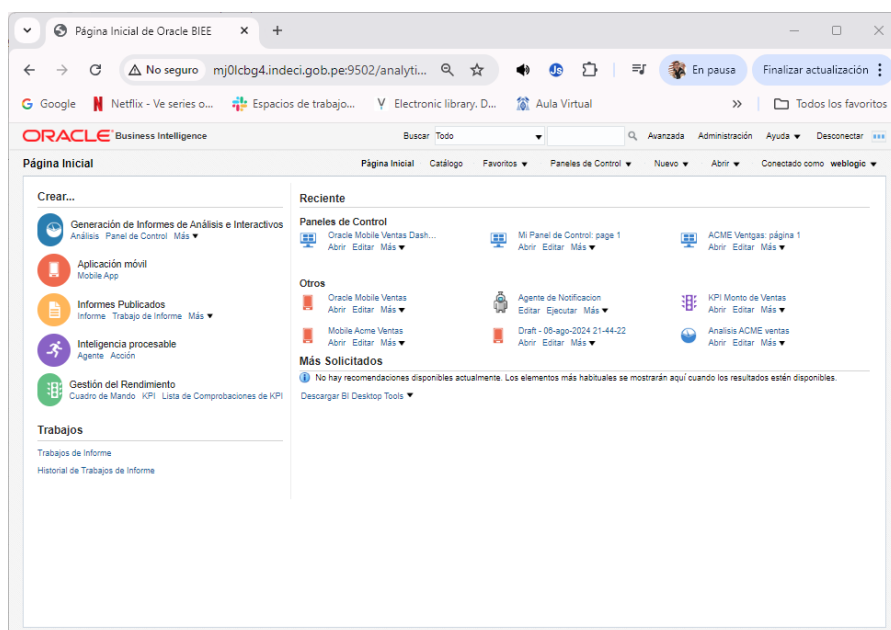 Página Inicial de Oracle BIEE
No seguro mj0lcbg4.indeci.gob.pe:9502/analyti... En pausa Finalizar actualización
Google Netflix - Ve series o... Espacios de trabajo... Electronic library. D... Aula Virtual » Todos los favoritos
ORACLE Business Intelligence Buscar Todo Avanzada Administración Ayuda Desconectar
Página Inicial Página Inicial Catálogo Favoritos Paneles de Control Nuevo Abrir Conectado como weblogic
Crear...
Generación de Informes de Análisis e Interactivos
Análisis Panel de Control Más
Aplicación móvil
Mobile App
Informes Publicados
Informe Trabajo de Informe Más
Inteligencia procesable
Agente Acción
Gestión del Rendimiento
Cuadro de Mando KPI Lista de Comprobaciones de KPI
Trabajos
Trabajos de Informe
Historial de Trabajos de Informe
Reciente
Paneles de Control
Oracle Mobile Ventas Dash... Mi Panel de Control: page 1 ACME Ventgas: página 1
Abrir Editar Más Abrir Editar Más Abrir Editar Más
Otros
Oracle Mobile Ventas Agente de Notificacion KPI Monto de Ventas
Abrir Editar Más Editar Ejecutar Más Abrir Editar Más
Mobile Acme Ventas Draft - 06-ago-2024 21-44-22 Analisis ACME ventas
Abrir Editar Más Abrir Editar Más Abrir Editar Más
Más Solicitados
No hay recomendaciones disponibles actualmente. Los elementos más habituales se mostrarán aquí cuando los resultados estén disponibles.
Descargar BI Desktop Tools